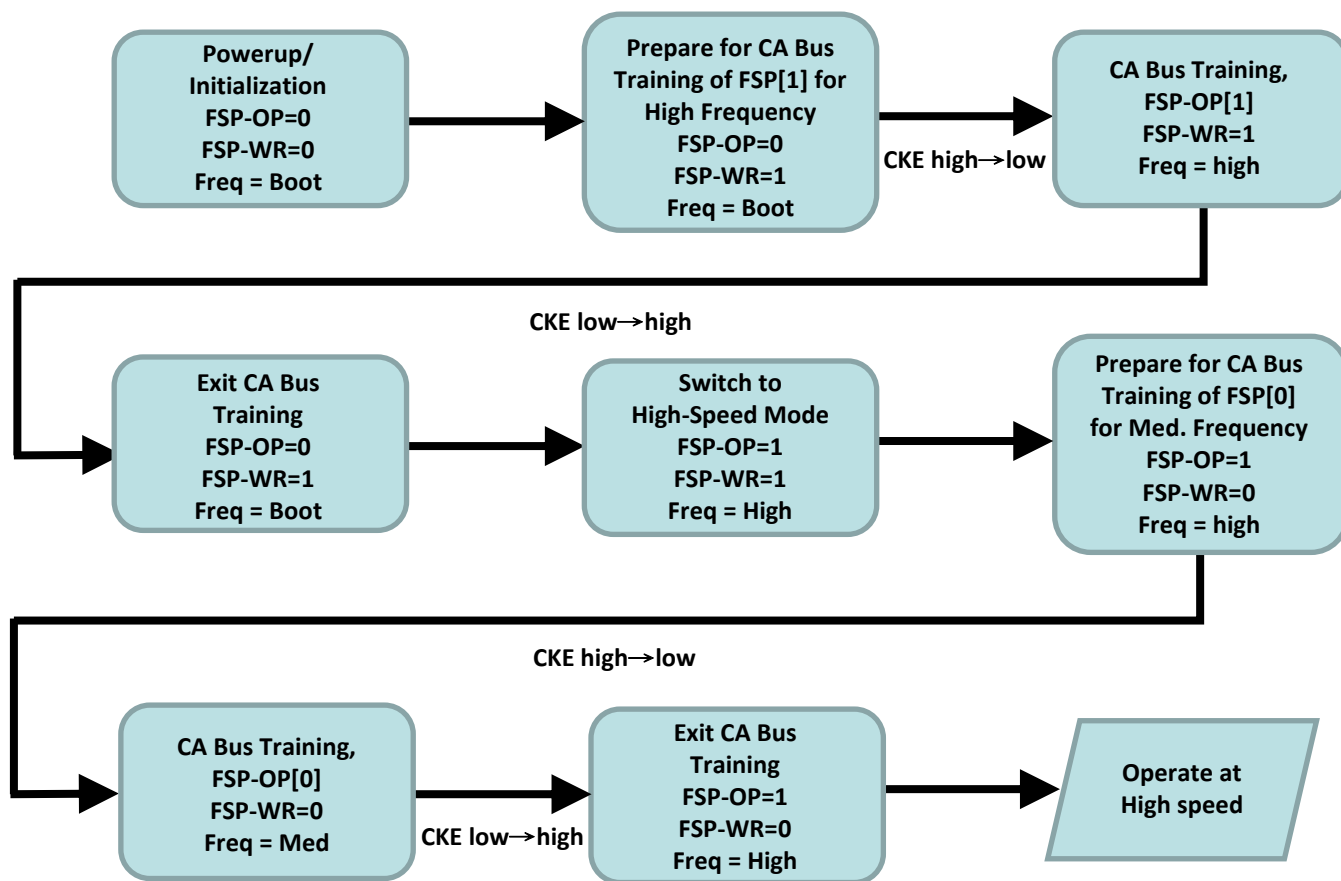 Powerup/
Initialization
FSP-OP=0
FSP-WR=0
Freq = Boot
Prepare for CA Bus
Training of FSP[1] for
High Frequency
FSP-OP=0
FSP-WR=1
Freq = Boot
CKE high→low
CA Bus Training,
FSP-OP[1]
FSP-WR=1
Freq = high
CKE low→high
Exit CA Bus
Training
FSP-OP=0
FSP-WR=1
Freq = Boot
Switch to
High-Speed Mode
FSP-OP=1
FSP-WR=1
Freq = High
Prepare for CA Bus
Training of FSP[0]
for Med. Frequency
FSP-OP=1
FSP-WR=0
Freq = high
CKE high→low
CA Bus Training,
FSP-OP[0]
FSP-WR=0
Freq = Med
CKE low→high
Exit CA Bus
Training
FSP-OP=1
FSP-WR=0
Freq = High
Operate at
High speed